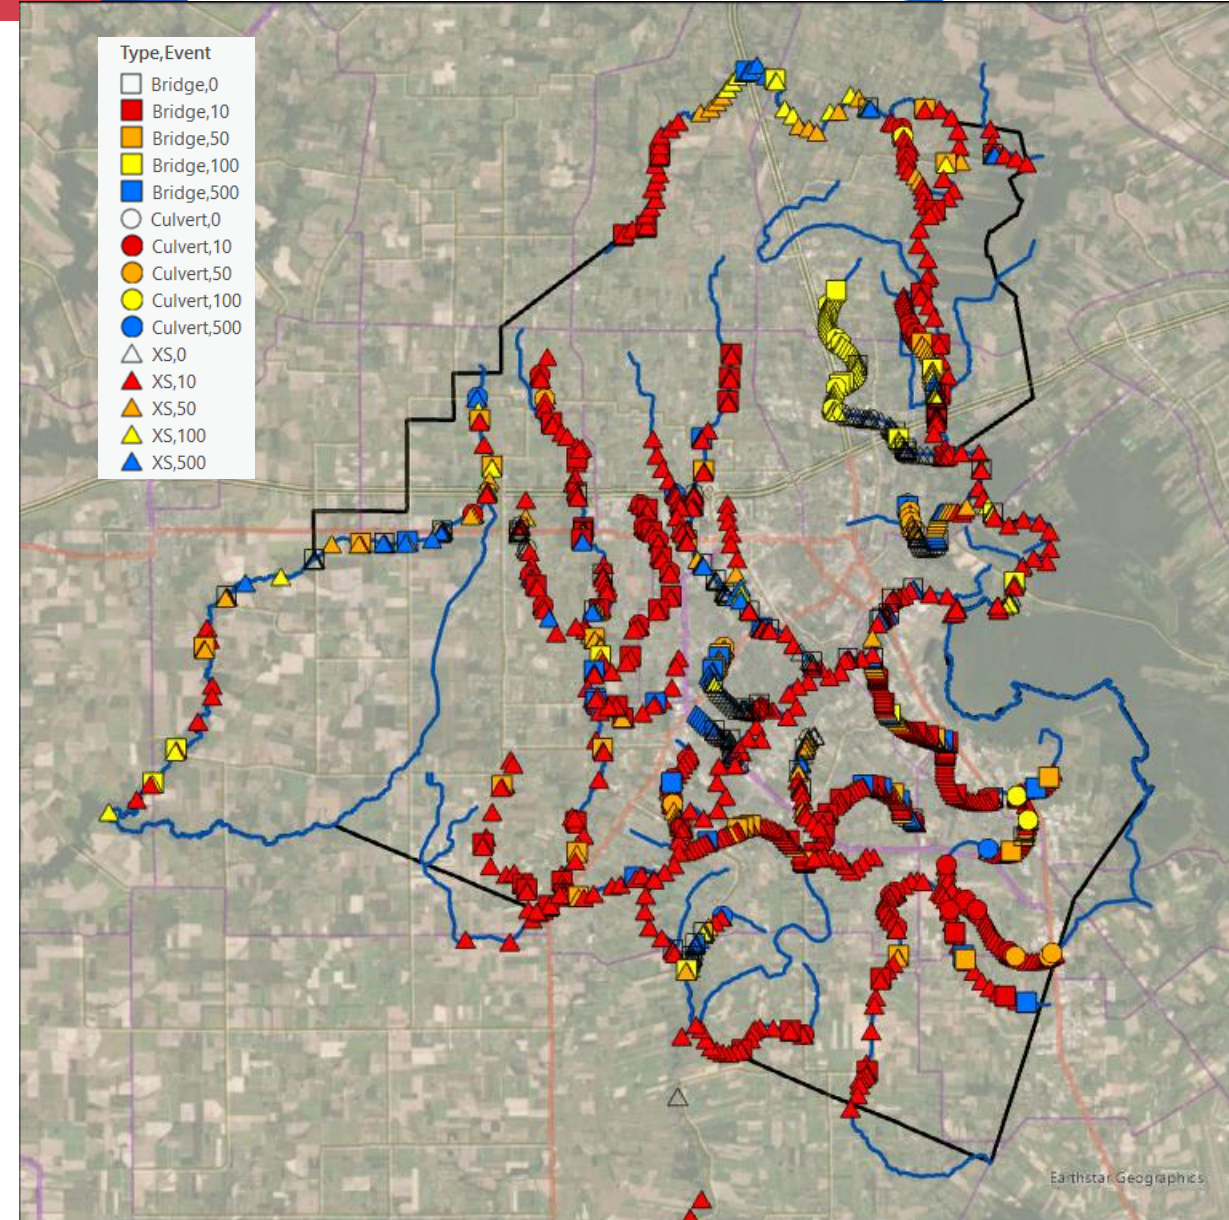 Type,Event
Bridge,0
Bridge,10
Bridge,50
Bridge,100
Bridge,500
Culvert,0
Culvert,10
Culvert,50
Culvert,100
Culvert,500
XS,0
XS,10
XS,50
XS,100
XS,500
Earthstar Geographics